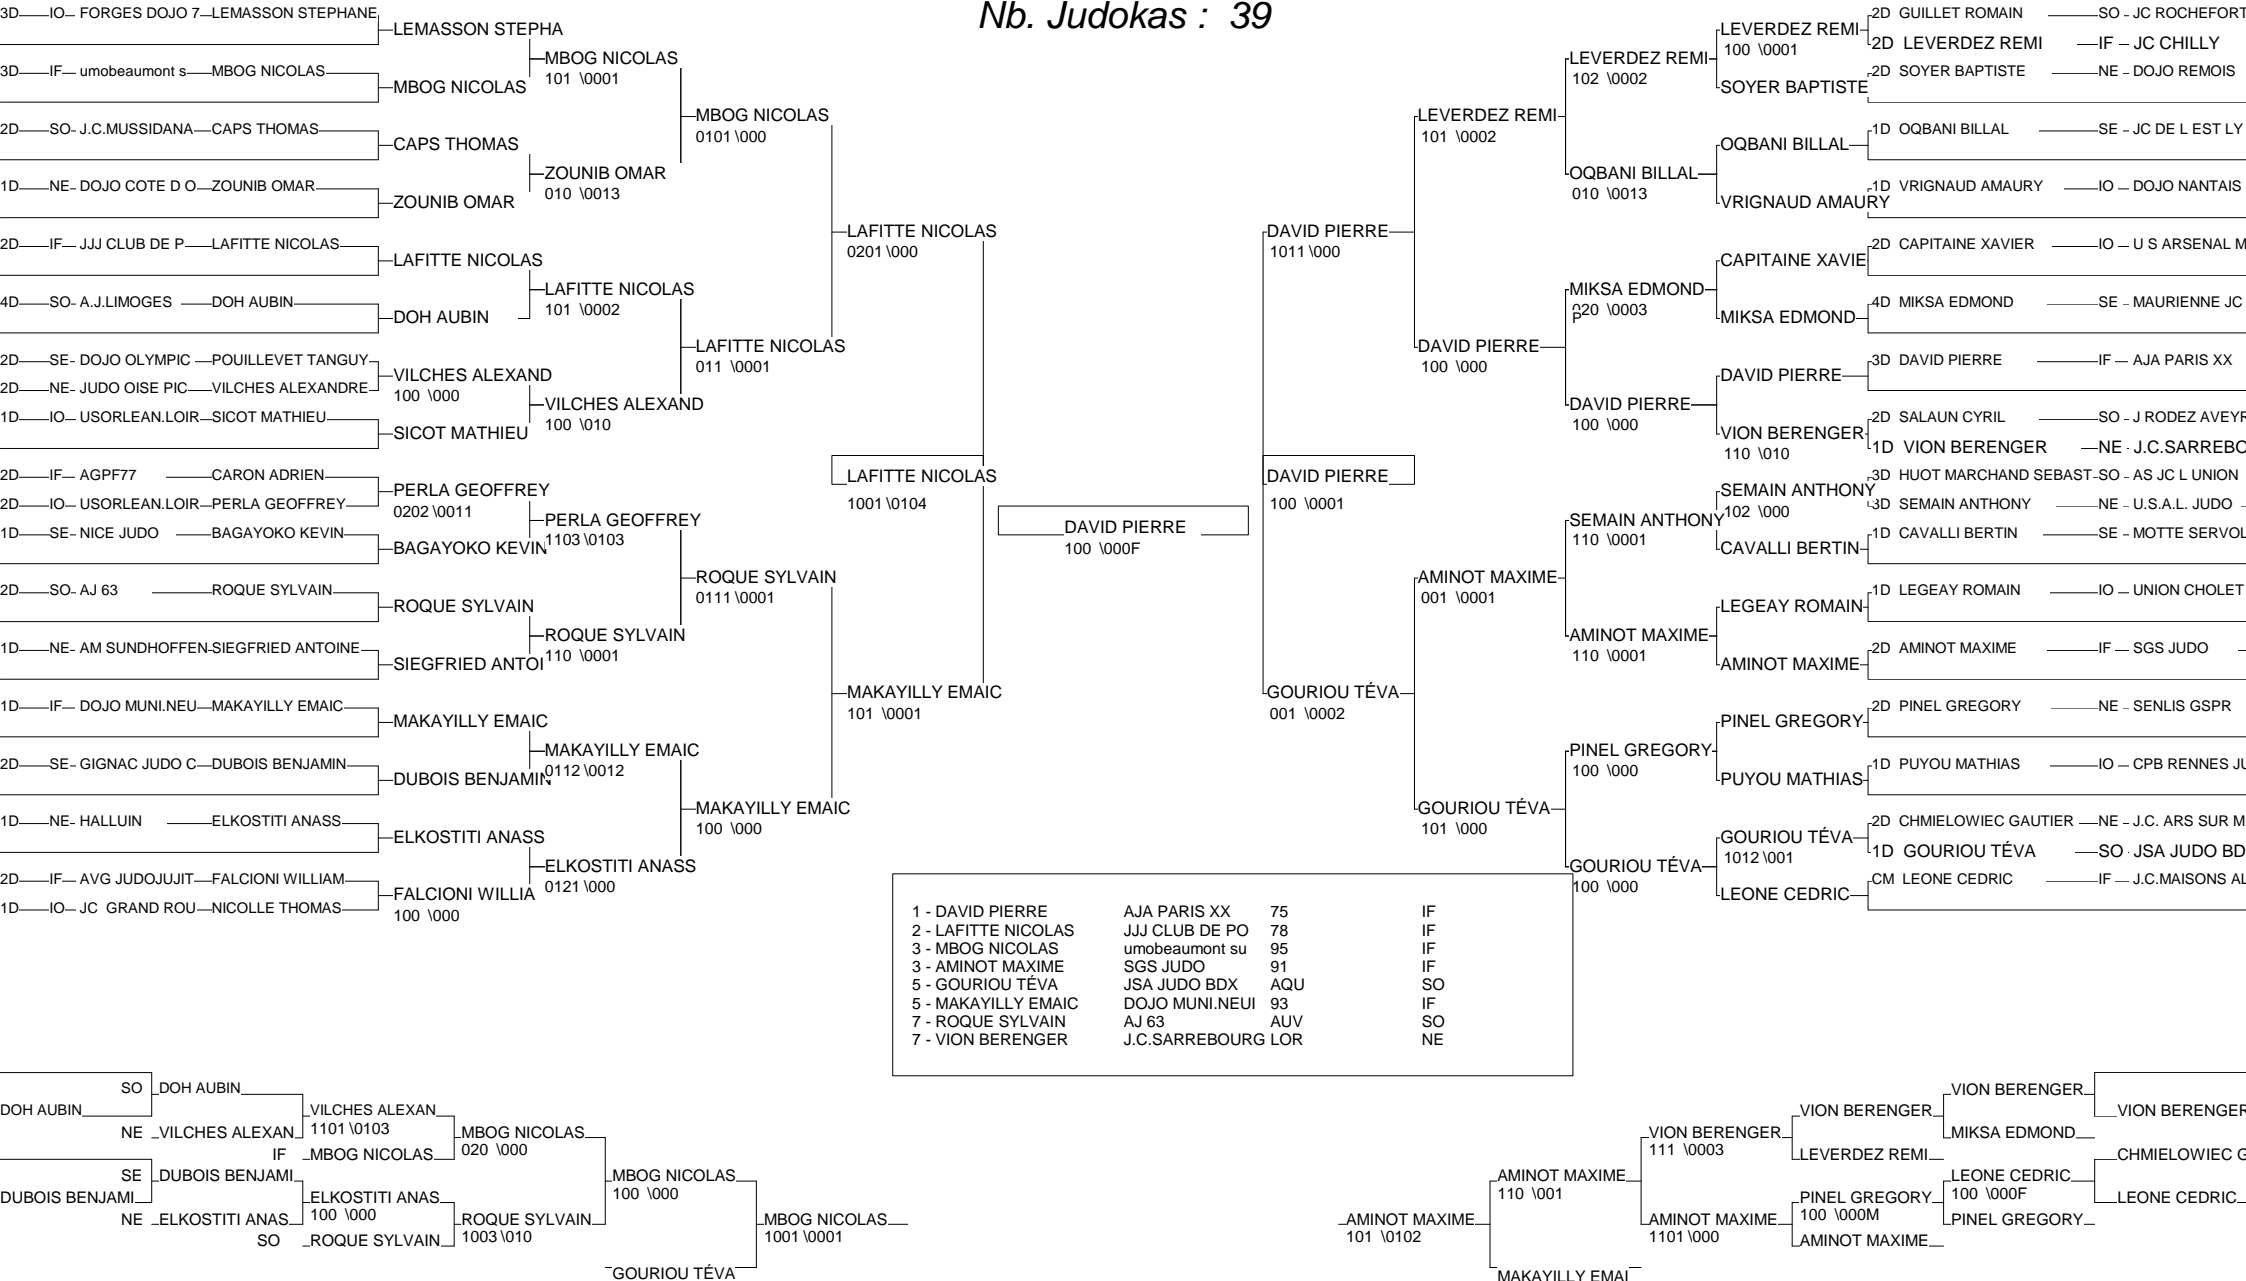 Nb. Judokas : 39
3D IO FORGES DOJO 7 LEMASSON STEPHANE
3D IF umobeaumont s MBOG NICOLAS
2D SO J.C.MUSSIDANA CAPS THOMAS
1D NE DOJO COTE D O ZOUNIB OMAR
2D IF JJJ CLUB DE P LAFITTE NICOLAS
4D SO A.J.LIMOGES DOH AUBIN
2D SE DOJO OLYMPIC POUILLEVET TANGUY
2D NE JUDO OISE PIC VILCHES ALEXANDRE
1D IO USORLEAN.LOIR SICOT MATHIEU
2D IF AGPF77 CARON ADRIEN
2D IO USORLEAN.LOIR PERLA GEOFFREY
1D SE NICE JUDO BAGAYOKO KEVIN
2D SO AJ 63 ROQUE SYLVAIN
1D NE AM SUNDHOFFEN SIEGFRIED ANTOINE
1D IF DOJO MUNI.NEU MAKAYILLY EMAIC
2D SE GIGNAC JUDO C DUBOIS BENJAMIN
1D NE HALLUIN ELKOSTITI ANASS
2D IF AVG JUDOJUJIT FALCIONI WILLIAM
1D IO JC GRAND ROU NICOLLE THOMAS
LEMASSON STEPHA
MBOG NICOLAS
CAPS THOMAS
ZOUNIB OMAR
LAFITTE NICOLAS
DOH AUBIN
VILCHES ALEXAND
100 \000
SICOT MATHIEU
PERLA GEOFFREY
0202 \0011
BAGAYOKO KEVIN
ROQUE SYLVAIN
SIEGFRIED ANTOI
MAKAYILLY EMAIC
DUBOIS BENJAMIN
ELKOSTITI ANASS
FALCIONI WILLIA
100 \000
MBOG NICOLAS
101 \0001
ZOUNIB OMAR
010 \0013
LAFITTE NICOLAS
101 \0002
VILCHES ALEXAND
100 \010
PERLA GEOFFREY
1103 \0103
ROQUE SYLVAIN
110 \0001
MAKAYILLY EMAIC
0112 \0012
ELKOSTITI ANASS
0121 \000
MBOG NICOLAS
0101 \000
LAFITTE NICOLAS
011 \0001
ROQUE SYLVAIN
0111 \0001
MAKAYILLY EMAIC
100 \000
LAFITTE NICOLAS
0201 \000
LAFITTE NICOLAS
1001 \0104
MAKAYILLY EMAIC
101 \0001
DAVID PIERRE
100 \000F
DAVID PIERRE
1011 \000
DAVID PIERRE
100 \0001
GOURIOU TÉVA
001 \0002
LEVERDEZ REMI
101 \0002
DAVID PIERRE
100 \000
AMINOT MAXIME
001 \0001
GOURIOU TÉVA
101 \000
LEVERDEZ REMI
102 \0002
OQBANI BILLAL
010 \0013
MIKSA EDMOND
020 \0003
P
DAVID PIERRE
100 \000
SEMAIN ANTHONY
110 \0001
AMINOT MAXIME
110 \0001
PINEL GREGORY
100 \000
GOURIOU TÉVA
100 \000
LEVERDEZ REMI
100 \0001
SOYER BAPTISTE
OQBANI BILLAL
VRIGNAUD AMAURY
CAPITAINE XAVIE
MIKSA EDMOND
DAVID PIERRE
VION BERENGER
110 \010
SEMAIN ANTHONY
102 \000
CAVALLI BERTIN
LEGEAY ROMAIN
AMINOT MAXIME
PINEL GREGORY
PUYOU MATHIAS
GOURIOU TÉVA
1012 \001
LEONE CEDRIC
2D GUILLET ROMAIN SO - JC ROCHEFORT
2D LEVERDEZ REMI IF - JC CHILLY
2D SOYER BAPTISTE NE - DOJO REMOIS
1D OQBANI BILLAL SE - JC DE L EST LY
1D VRIGNAUD AMAURY IO - DOJO NANTAIS
2D CAPITAINE XAVIER IO - U S ARSENAL M
4D MIKSA EDMOND SE - MAURIENNE JC
3D DAVID PIERRE IF - AJA PARIS XX
2D SALAUN CYRIL SO - J RODEZ AVEYR
1D VION BERENGER NE - J.C.SARREBO
3D HUOT MARCHAND SEBAST SO - AS JC L UNION
3D SEMAIN ANTHONY NE - U.S.A.L. JUDO
1D CAVALLI BERTIN SE - MOTTE SERVOL
1D LEGEAY ROMAIN IO - UNION CHOLET
2D AMINOT MAXIME IF - SGS JUDO
2D PINEL GREGORY NE - SENLIS GSPR
1D PUYOU MATHIAS IO - CPB RENNES JU
2D CHMIELOWIEC GAUTIER NE - J.C. ARS SUR M
1D GOURIOU TÉVA SO - JSA JUDO BD
CM LEONE CEDRIC IF - J.C.MAISONS AL
1 - DAVID PIERRE AJA PARIS XX 75 IF
2 - LAFITTE NICOLAS JJJ CLUB DE PO 78 IF
3 - MBOG NICOLAS umobeaumont su 95 IF
3 - AMINOT MAXIME SGS JUDO 91 IF
5 - GOURIOU TÉVA JSA JUDO BDX AQU SO
5 - MAKAYILLY EMAIC DOJO MUNI.NEUI 93 IF
7 - ROQUE SYLVAIN AJ 63 AUV SO
7 - VION BERENGER J.C.SARREBOURG LOR NE
DOH AUBIN
SO DOH AUBIN
NE VILCHES ALEXAN
VILCHES ALEXAN
1101 \0103
IF MBOG NICOLAS
MBOG NICOLAS
020 \000
DUBOIS BENJAMI
SE DUBOIS BENJAMI
NE ELKOSTITI ANAS
ELKOSTITI ANAS
100 \000
SO ROQUE SYLVAIN
ROQUE SYLVAIN
1003 \010
MBOG NICOLAS
100 \000
GOURIOU TÉVA
MBOG NICOLAS
1001 \0001
AMINOT MAXIME
101 \0102
AMINOT MAXIME
110 \001
MAKAYILLY EMAI
VION BERENGER
111 \0003
AMINOT MAXIME
1101 \000
VION BERENGER
LEVERDEZ REMI
PINEL GREGORY
100 \000M
AMINOT MAXIME
VION BERENGER
MIKSA EDMOND
LEONE CEDRIC
100 \000F
PINEL GREGORY
VION BERENGER
CHMIELOWIEC G
LEONE CEDRIC